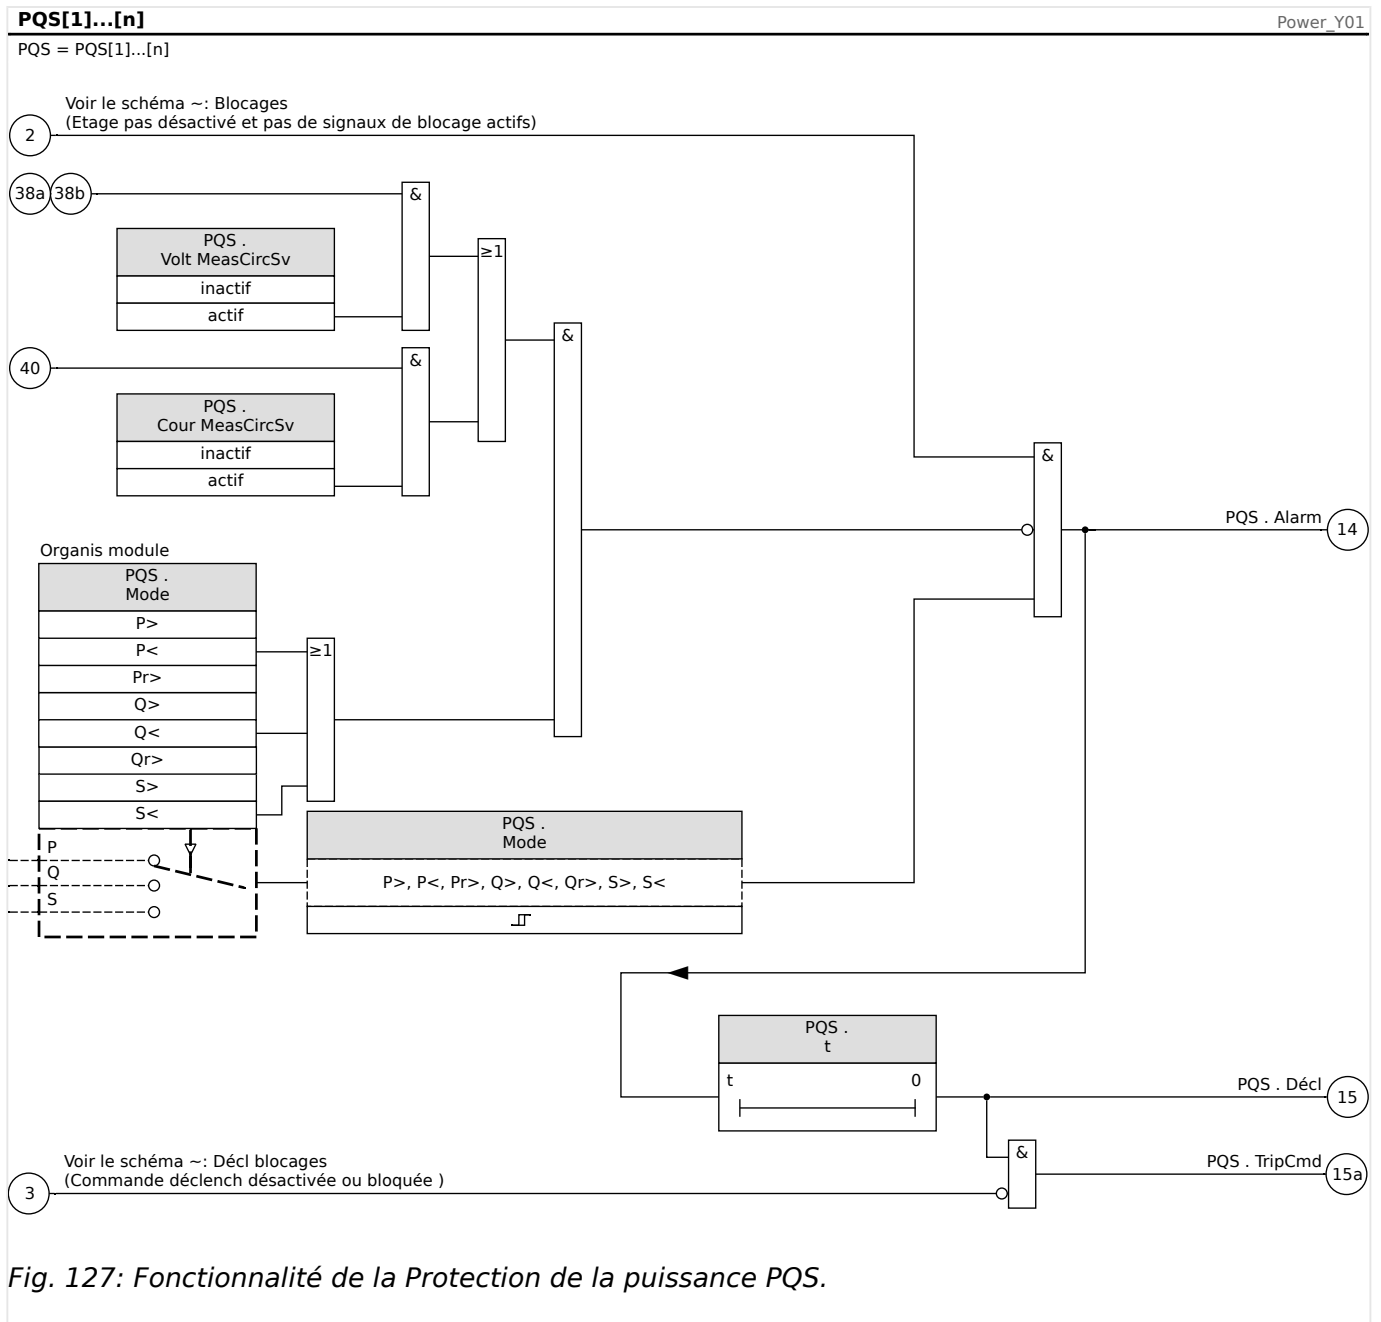 PQS[1]...[n]
Power_Y01
PQS = PQS[1]...[n]
Voir le schéma ~: Blocages
(Etage pas désactivé et pas de signaux de blocage actifs)
2
38a
38b
&
PQS .
Volt MeasCircSv
inactif
actif
≥1
&
40
&
PQS .
Cour MeasCircSv
inactif
actif
&
PQS . Alarm
14
Organis module
PQS .
Mode
P>
P<
Pr>
Q>
Q<
Qr>
S>
S<
≥1
P
Q
S
PQS .
Mode
P>, P<, Pr>, Q>, Q<, Qr>, S>, S<
PQS .
t
t
0
PQS . Décl
15
&
PQS . TripCmd
15a
Voir le schéma ~: Décl blocages
(Commande déclench désactivée ou bloquée )
3
Fig. 127: Fonctionnalité de la Protection de la puissance PQS.